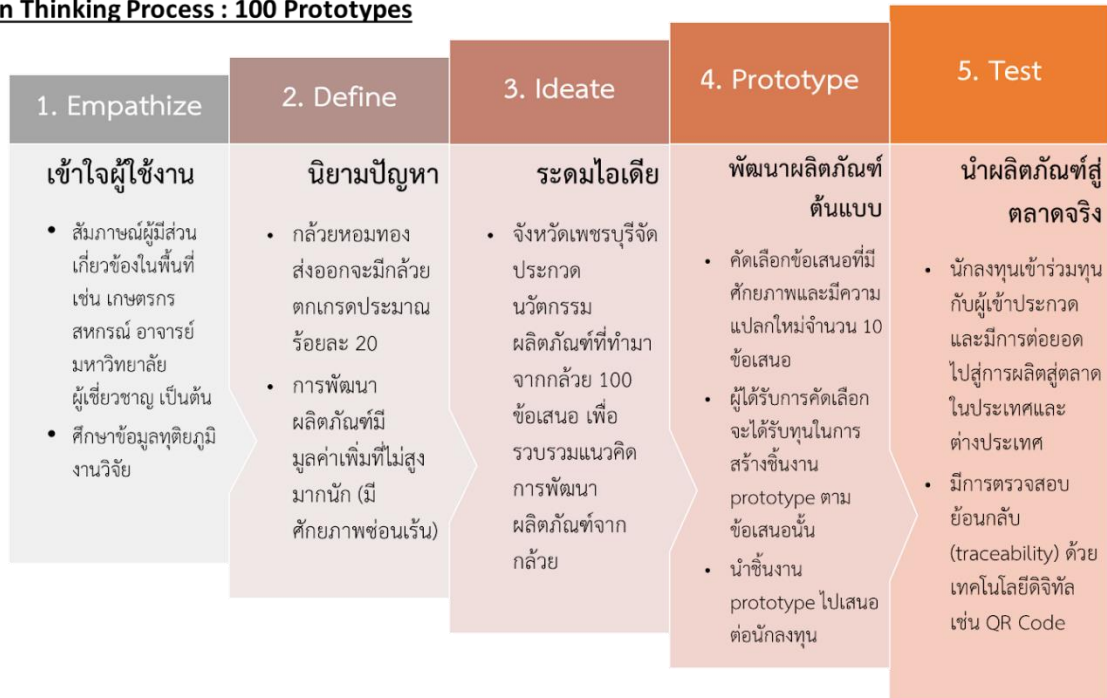 n Thinking Process : 100 Prototypes
1. Empathize
เข้าใจผู้ใช้งาน
• สัมภาษณ์ผู้มีส่วน
เกี่ยวข้องในพื้นที่
เช่น เกษตรกร
สหกรณ์ อาจารย์
มหาวิทยาลัย
ผู้เชี่ยวชาญ เป็นต้น
• ศึกษาข้อมูลทุติยภูมิ
งานวิจัย
2. Define
นิยามปัญหา
• กล้วยหอมทอง
ส่งออกจะมีกล้วย
ตกเกรดประมาณ
ร้อยละ 20
• การพัฒนา
ผลิตภัณฑ์มี
มูลค่าเพิ่มที่ไม่สูง
มากนัก (มี
ศักยภาพซ่อนเร้น)
3. Ideate
ระดมไอเดีย
• จังหวัดเพชรบุรีจัด
ประกวด
นวัตกรรม
ผลิตภัณฑ์ที่ทำมา
จากกล้วย 100
ข้อเสนอ เพื่อ
รวบรวมแนวคิด
การพัฒนา
ผลิตภัณฑ์จาก
กล้วย
4. Prototype
พัฒนาผลิตภัณฑ์
ต้นแบบ
• คัดเลือกข้อเสนอที่มี
ศักยภาพและมีความ
แปลกใหม่จำนวน 10
ข้อเสนอ
• ผู้ได้รับการคัดเลือก
จะได้รับทุนในการ
สร้างชิ้นงาน
prototype ตาม
ข้อเสนอนั้น
• นำชิ้นงาน
prototype ไปเสนอ
ต่อนักลงทุน
5. Test
นำผลิตภัณฑ์สู่
ตลาดจริง
• นักลงทุนเข้าร่วมทุน
กับผู้เข้าประกวด
และมีการต่อยอด
ไปสู่การผลิตสู่ตลาด
ในประเทศและ
ต่างประเทศ
• มีการตรวจสอบ
ย้อนกลับ
(traceability) ด้วย
เทคโนโลยีดิจิทัล
เช่น QR Code